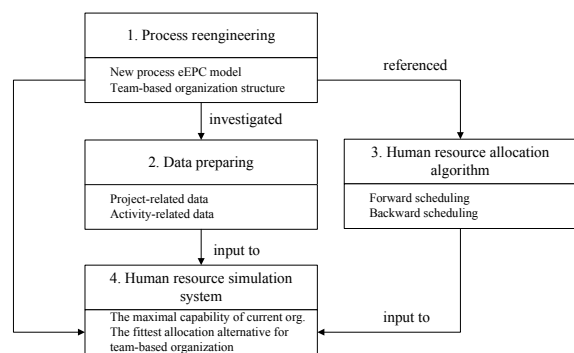 1. Process reengineering
New process eEPC model
Team-based organization structure
referenced
investigated
2. Data preparing
Project-related data
Activity-related data
3. Human resource allocation
algorithm
Forward scheduling
Backward scheduling
input to
4. Human resource simulation
system
The maximal capability of current org.
The fittest allocation alternative for
team-based organization
input to